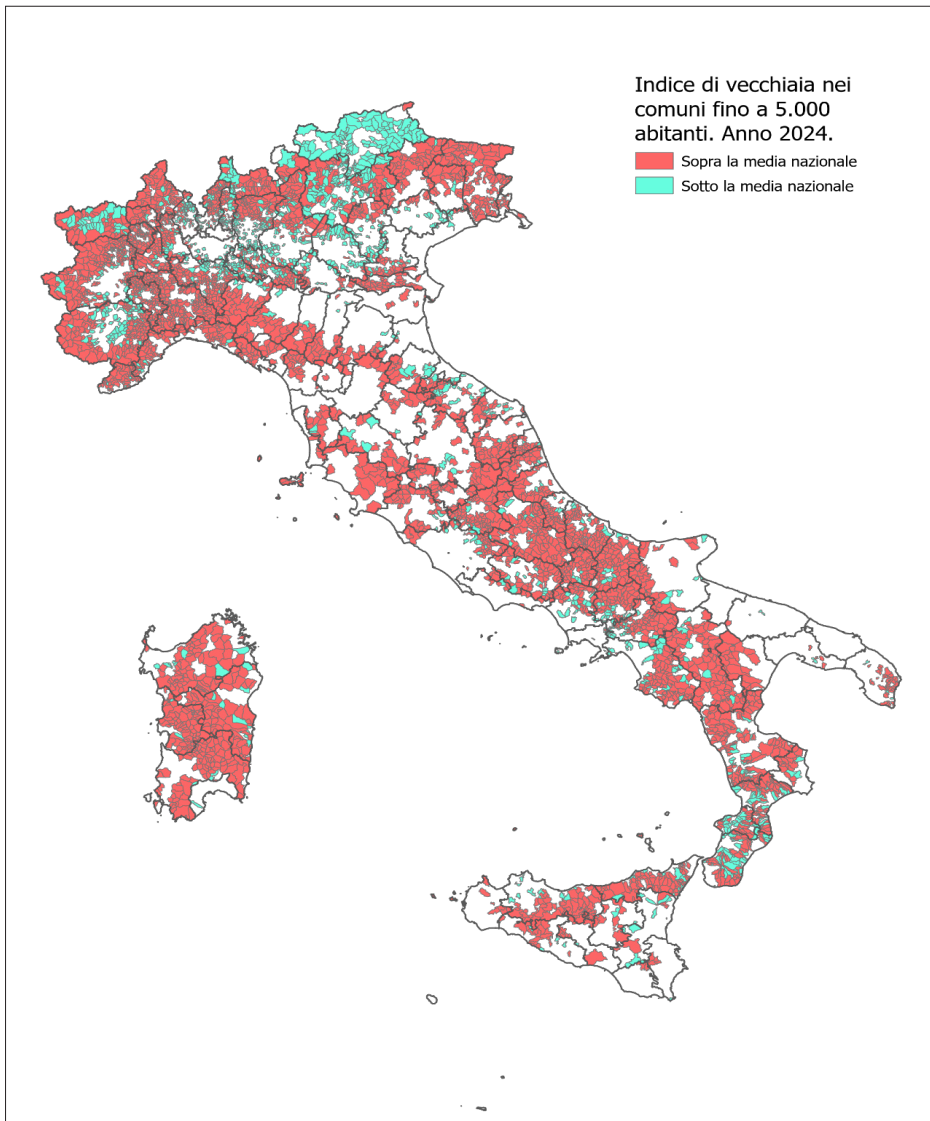 Indice di vecchiaia nei
comuni fino a 5.000
abitanti. Anno 2024.
Sopra la media nazionale
Sotto la media nazionale